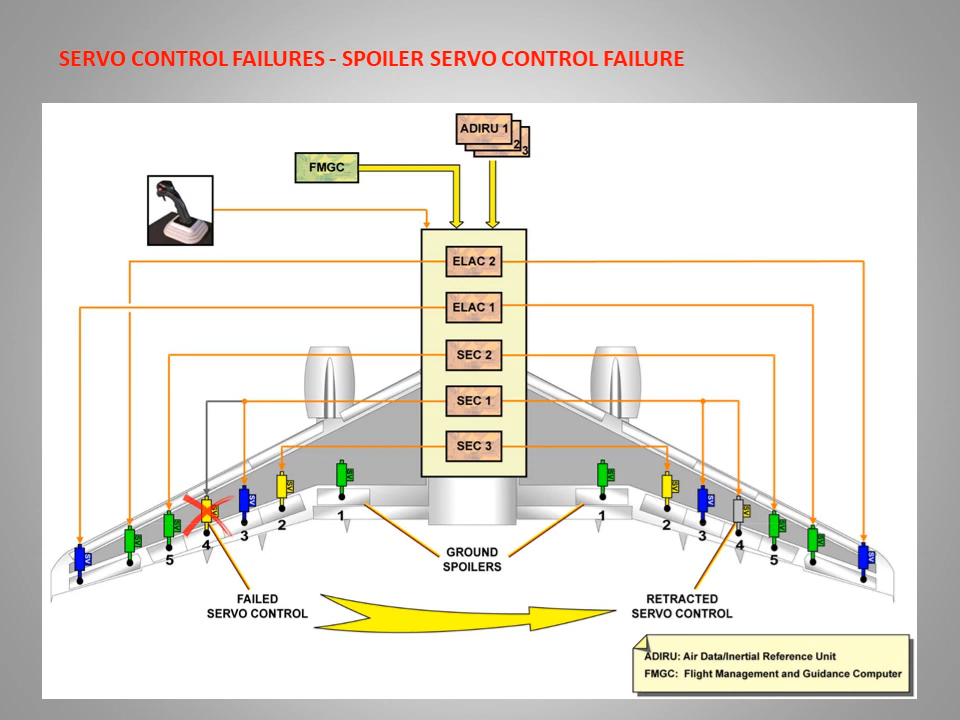 SERVO CONTROL FAILURES - SPOILER SERVO CONTROL FAILURE
ADIRU 1
2
3
FMGC
ELAC 2
ELAC 1
SEC 2
SEC 1
SEC 3
SV SV SV SV SV SV SV SV SV SV SV SV SV SV
5 4 3 2 1 1 2 3 4 5
GROUND
SPOILERS
FAILED
SERVO CONTROL
RETRACTED
SERVO CONTROL
ADIRU: Air Data/Inertial Reference Unit
FMGC: Flight Management and Guidance Computer